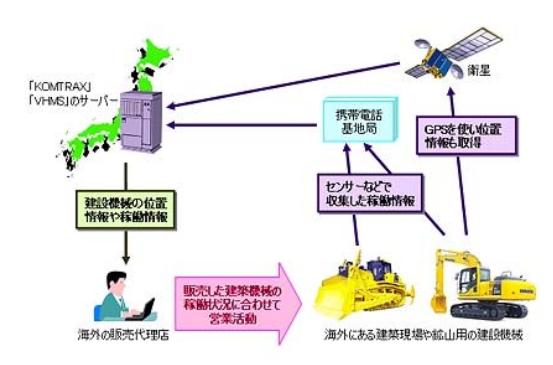 「KOMTRAX」
「VHMS」のサーバー
衛星
携帯電話
基地局
GPSを使い位置
情報も取得
センサーなどで
収集した稼働情報
建設機械の位置
情報や稼働情報
販売した建築機械の
稼働状況に合わせて
営業活動
海外の販売代理店
海外にある建築現場や鉱山用の建設機械